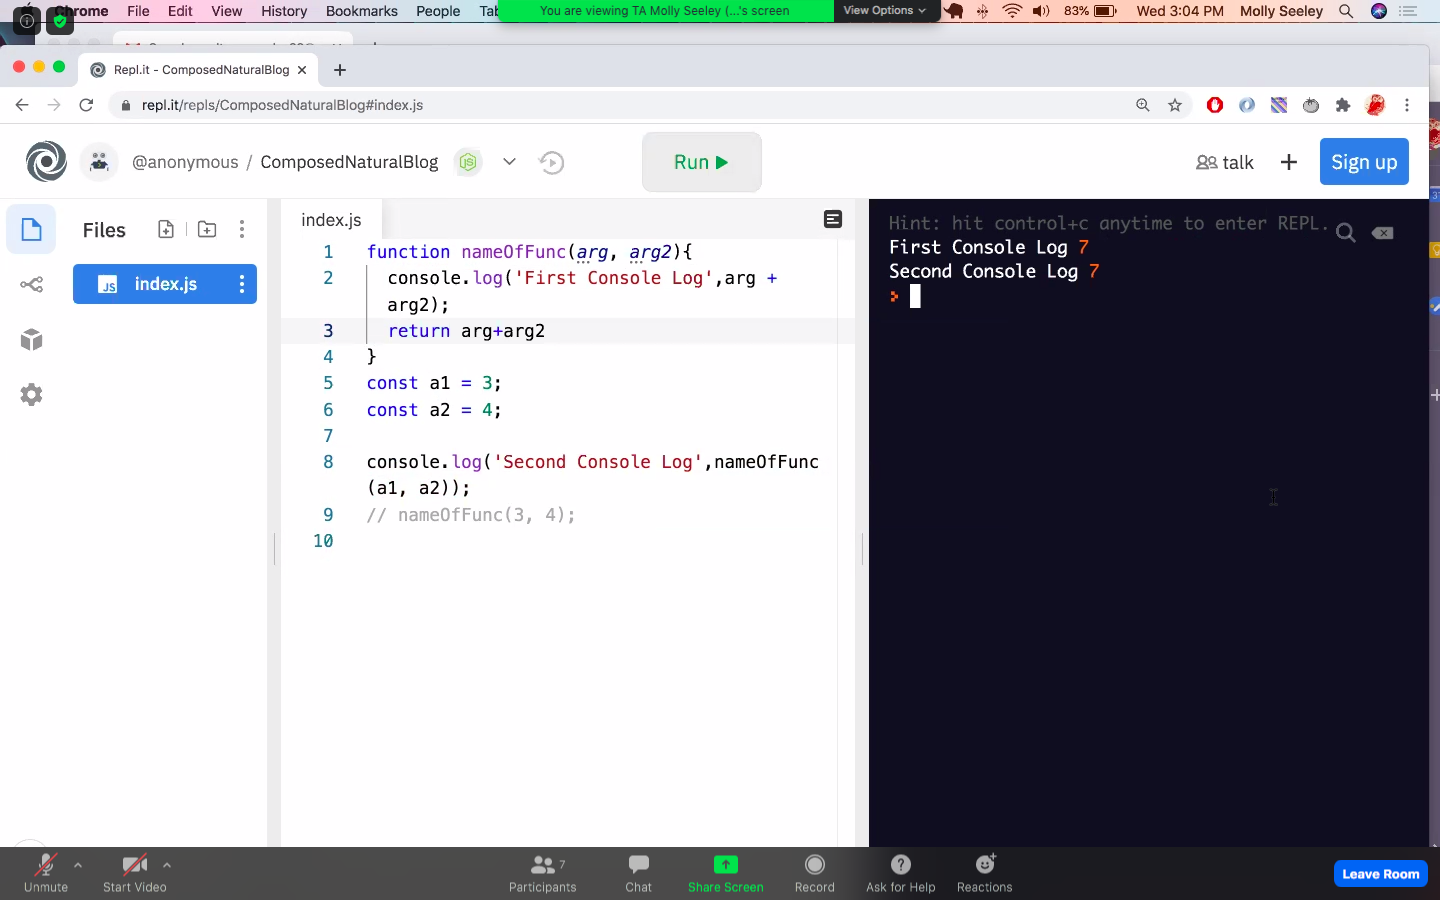 Chrome File Edit View History Bookmarks People Tab
You are viewing TA Molly Seeley (...'s screen
View Options
83% Wed 3:04 PM Molly Seeley
Repl.it - ComposedNaturalBlog
repl.it/repls/ComposedNaturalBlog#index.js
@anonymous / ComposedNaturalBlog
Run
talk
Sign up
Files
JS index.js
index.js
1 function nameOfFunc(arg, arg2){
2 console.log('First Console Log',arg +
arg2);
3 return arg+arg2
4 }
5 const a1 = 3;
6 const a2 = 4;
7
8 console.log('Second Console Log',nameOfFunc
(a1, a2));
9 // nameOfFunc(3, 4);
10
Hint: hit control+c anytime to enter REPL.
First Console Log 7
Second Console Log 7
>
Unmute
Start Video
7
Participants
Chat
Share Screen
Record
Ask for Help
Reactions
Leave Room